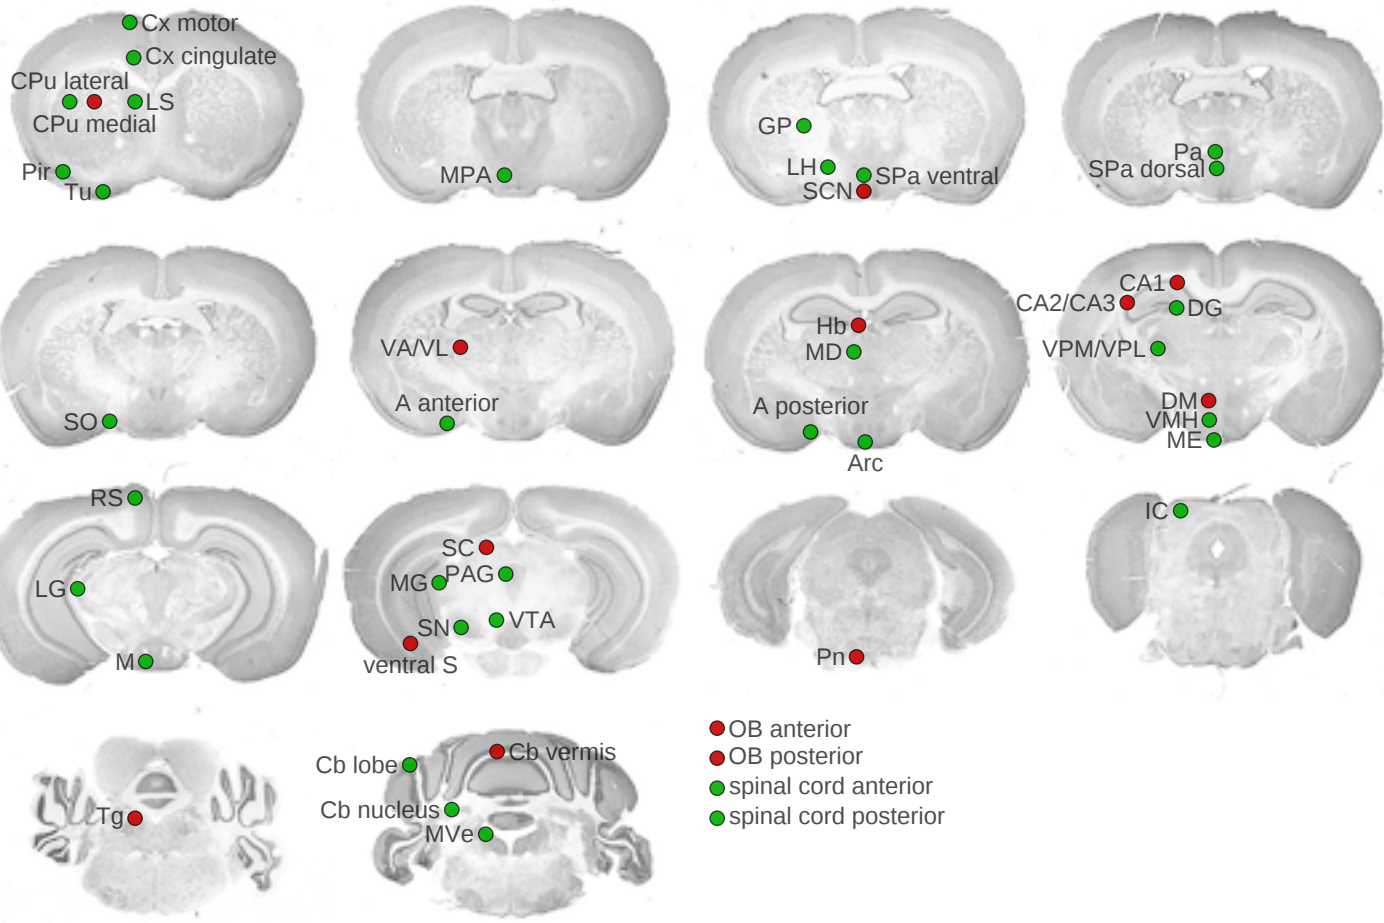 Cx motor
Cx cingulate
CPu lateral
LS
CPu medial
Pir
Tu
MPA
GP
LH
SPa ventral
SCN
Pa
SPa dorsal
SO
VA/VL
A anterior
Hb
MD
A posterior
Arc
CA1
CA2/CA3
DG
VPM/VPL
DM
VMH
ME
RS
LG
M
SC
MG
PAG
SN
VTA
ventral S
Pn
IC
Tg
Cb lobe
Cb vermis
Cb nucleus
MVe
OB anterior
OB posterior
spinal cord anterior
spinal cord posterior